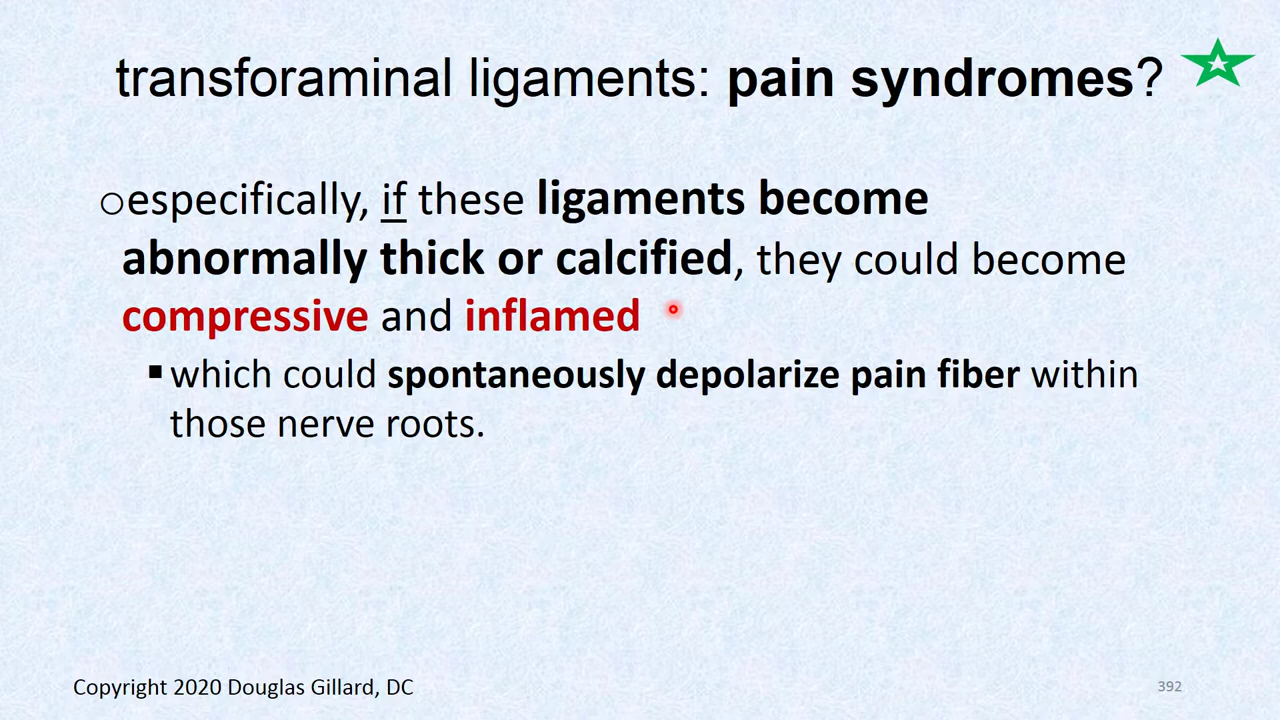 transforaminal ligaments: pain syndromes?
○especifically, if these ligaments become
abnormally thick or calcified, they could become
compressive and inflamed
▪ which could spontaneously depolarize pain fiber within
those nerve roots.
Copyright 2020 Douglas Gillard, DC
392